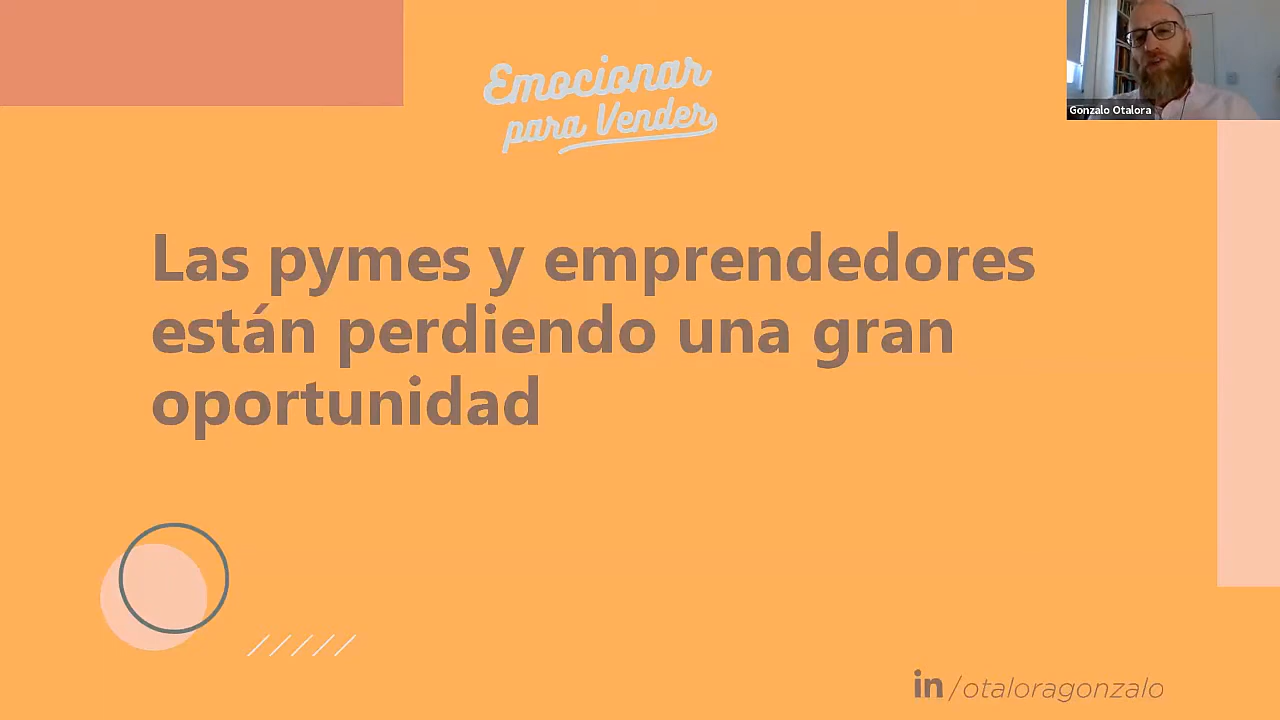 Emocionar
para Vender
Gonzalo Otalora
Las pymes y emprendedores
están perdiendo una gran
oportunidad
in/otaloragonzalo